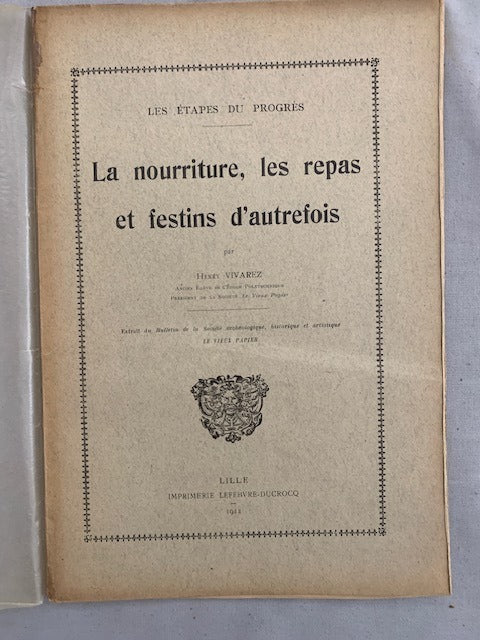 LES ÉTAPES DU PROGRÈS
La nourriture, les repas
et festins d'autrefois
par
HENRY VIVAREZ
ANCIEN ÉLÈVE DE L'ÉCOLE POLYTECHNIQUE
PRÉSIDENT DE LA SOCIÉTÉ Le Vieux Papier
Extrait du Bulletin de la Société archéologique, historique et artistique
LE VIEUX PAPIER
LILLE
IMPRIMERIE LEFEBVRE-DUCROCQ